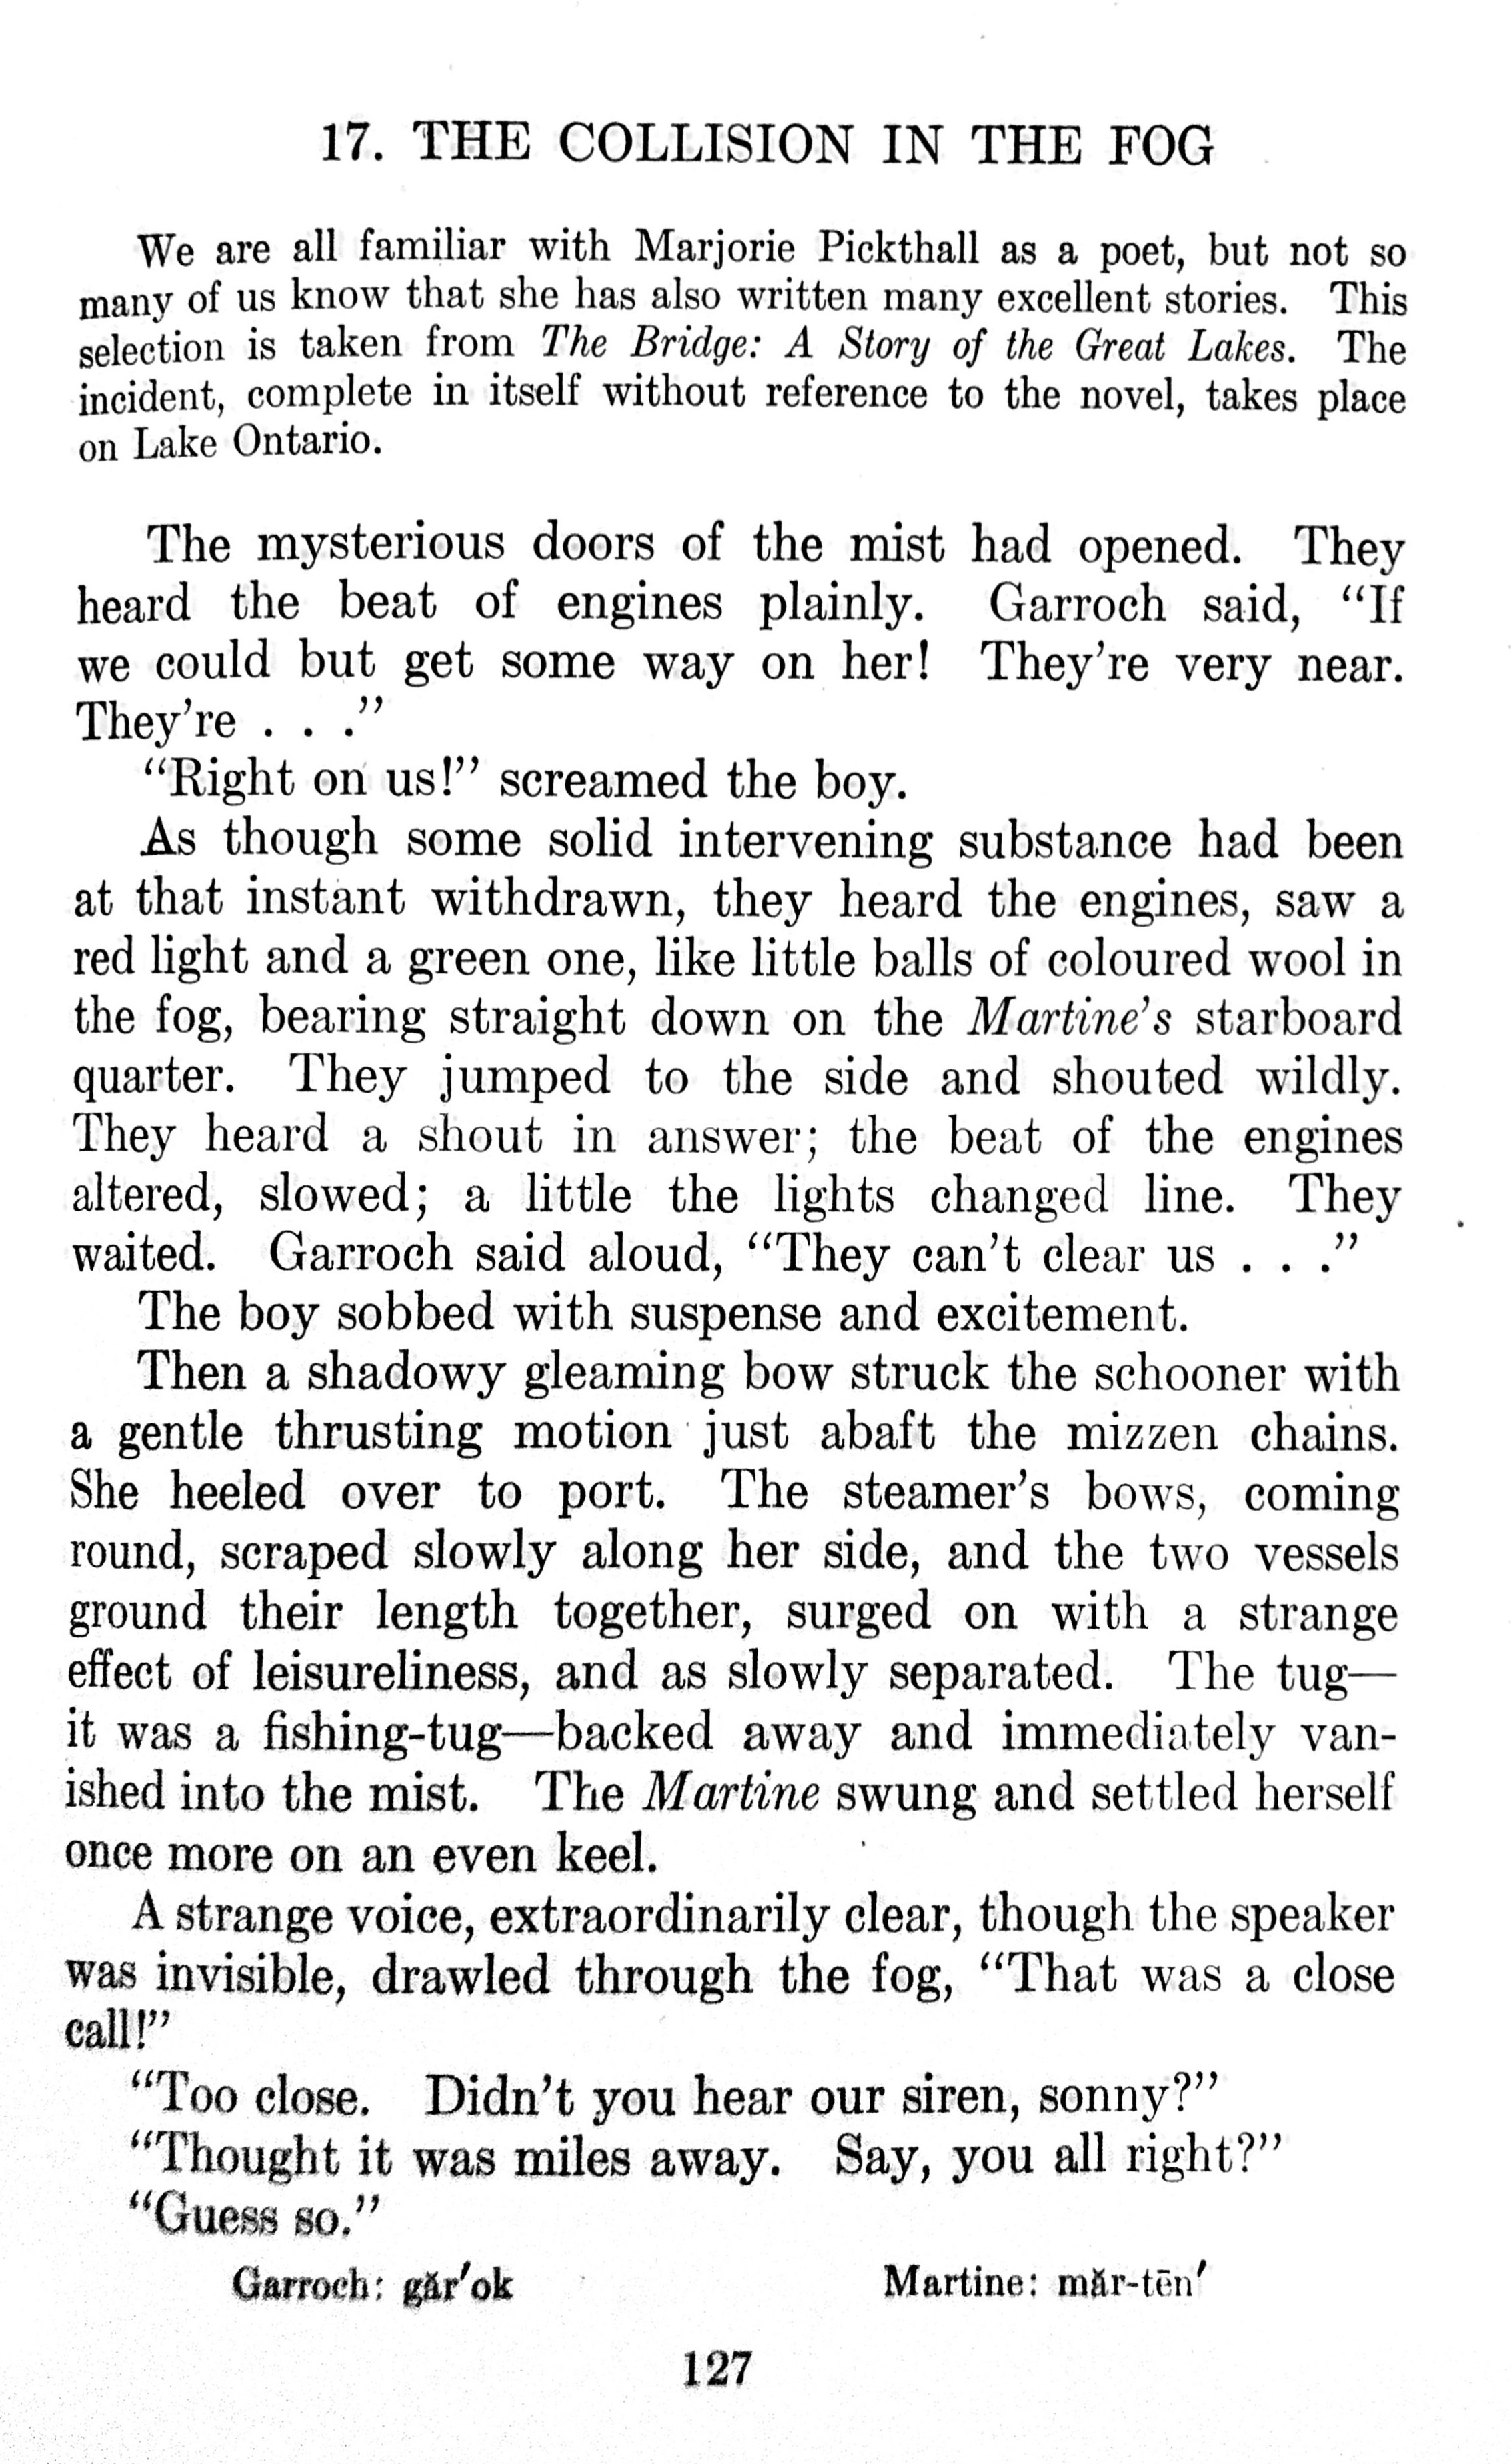 17. THE COLLISION IN THE FOG
We are all familiar with Marjorie Pickthall as a poet, but not so
many of us know that she has also written many excellent stories. This
selection is taken from The Bridge: A Story of the Great Lakes. The
incident, complete in itself without reference to the novel, takes place
on Lake Ontario.
The mysterious doors of the mist had opened. They
heard the beat of engines plainly. Garroch said, “If
we could but get some way on her! They’re very near.
They’re . . .”
“Right on us!” screamed the boy.
As though some solid intervening substance had been
at that instant withdrawn, they heard the engines, saw a
red light and a green one, like little balls of coloured wool in
the fog, bearing straight down on the Martine’s starboard
quarter. They jumped to the side and shouted wildly.
They heard a shout in answer; the beat of the engines
altered, slowed; a little the lights changed line. They
waited. Garroch said aloud, “They can’t clear us . . .”
The boy sobbed with suspense and excitement.
Then a shadowy gleaming bow struck the schooner with
a gentle thrusting motion just abaft the mizzen chains.
She heeled over to port. The steamer’s bows, coming
round, scraped slowly along her side, and the two vessels
ground their length together, surged on with a strange
effect of leisureliness, and as slowly separated. The tug—
it was a fishing-tug—backed away and immediately van-
ished into the mist. The Martine swung and settled herself
once more on an even keel.
A strange voice, extraordinarily clear, though the speaker
was invisible, drawled through the fog, “That was a close
call!”
“Too close. Didn’t you hear our siren, sonny?”
“Thought it was miles away. Say, you all right?”
“Guess so.”
Garroch: găr′ok Martine: măr-tēn′
127